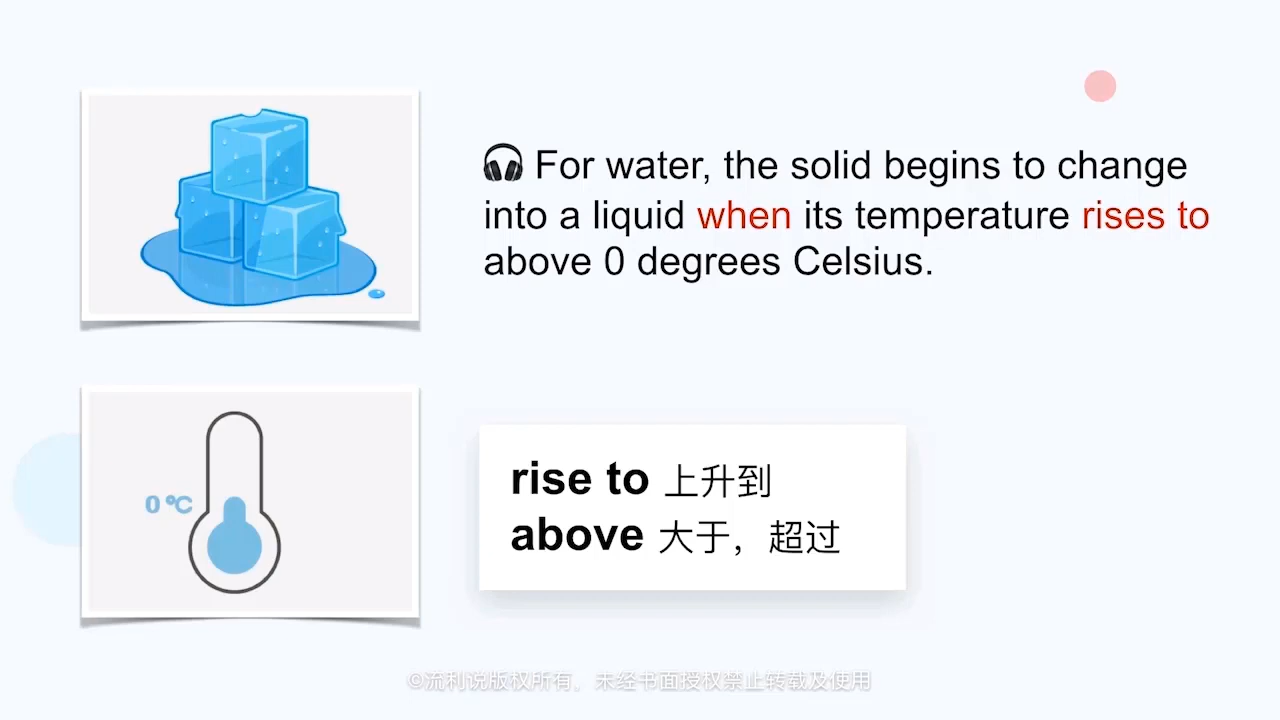 🎧 For water, the solid begins to change
into a liquid when its temperature rises to
above 0 degrees Celsius.
0 ℃
rise to 上升到
above 大于，超过
©流利说版权所有，未经书面授权禁止转载及使用